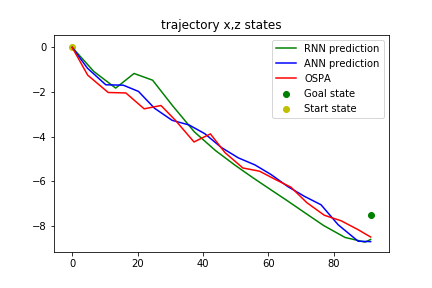 trajectory x,z states
RNN prediction
ANN prediction
OSPA
Goal state
Start state
0
−2
−4
−6
−8
0 20 40 60 80